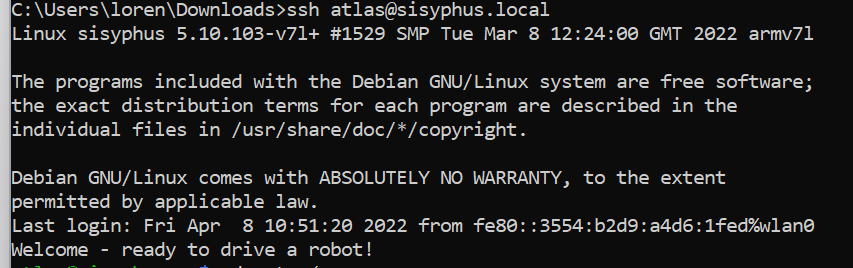 C:\Users\loren\Downloads>ssh atlas@sisyphus.local
Linux sisyphus 5.10.103-v7l+ #1529 SMP Tue Mar 8 12:24:00 GMT 2022 armv7l
The programs included with the Debian GNU/Linux system are free software;
the exact distribution terms for each program are described in the
individual files in /usr/share/doc/*/copyright.
Debian GNU/Linux comes with ABSOLUTELY NO WARRANTY, to the extent
permitted by applicable law.
Last login: Fri Apr  8 10:51:20 2022 from fe80::3554:b2d9:a4d6:1fed%wlan0
Welcome - ready to drive a robot!